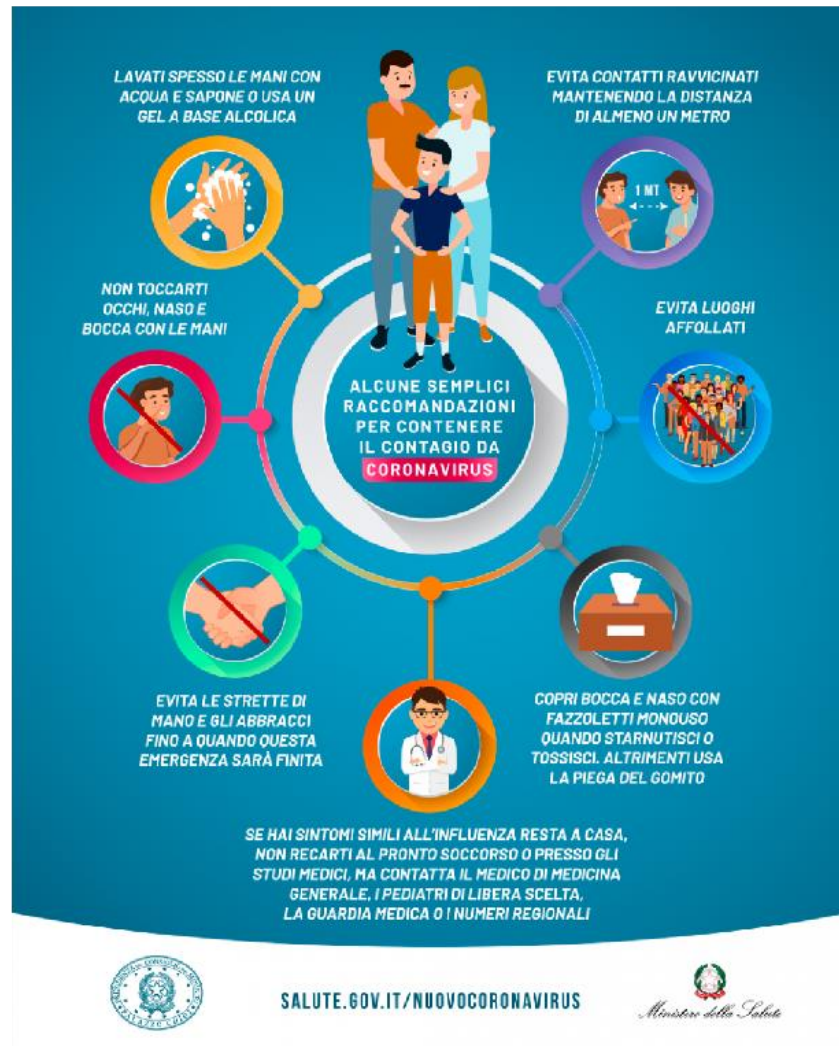 LAVATI SPESSO LE MANI CON
ACQUA E SAPONE O USA UN
GEL A BASE ALCOLICA
EVITA CONTATTI RAVVICINATI
MANTENENDO LA DISTANZA
DI ALMENO UN METRO
1 MT
NON TOCCARTI
OCCHI, NASO E
BOCCA CON LE MANI
EVITA LUOGHI
AFFOLLATI
ALCUNE SEMPLICI
RACCOMANDAZIONI
PER CONTENERE
IL CONTAGIO DA
CORONAVIRUS
EVITA LE STRETTE DI
MANO E GLI ABBRACCI
FINO A QUANDO QUESTA
EMERGENZA SARÀ FINITA
COPRI BOCCA E NASO CON
FAZZOLETTI MONOUSO
QUANDO STARNUTISCI O
TOSSISCI. ALTRIMENTI USA
LA PIEGA DEL GOMITO
SE HAI SINTOMI SIMILI ALL'INFLUENZA RESTA A CASA,
NON RECARTI AL PRONTO SOCCORSO O PRESSO GLI
STUDI MEDICI, MA CONTATTA IL MEDICO DI MEDICINA
GENERALE, I PEDIATRI DI LIBERA SCELTA,
LA GUARDIA MEDICA O I NUMERI REGIONALI
SALUTE.GOV.IT/NUOVOCORONAVIRUS
Ministero della Salute